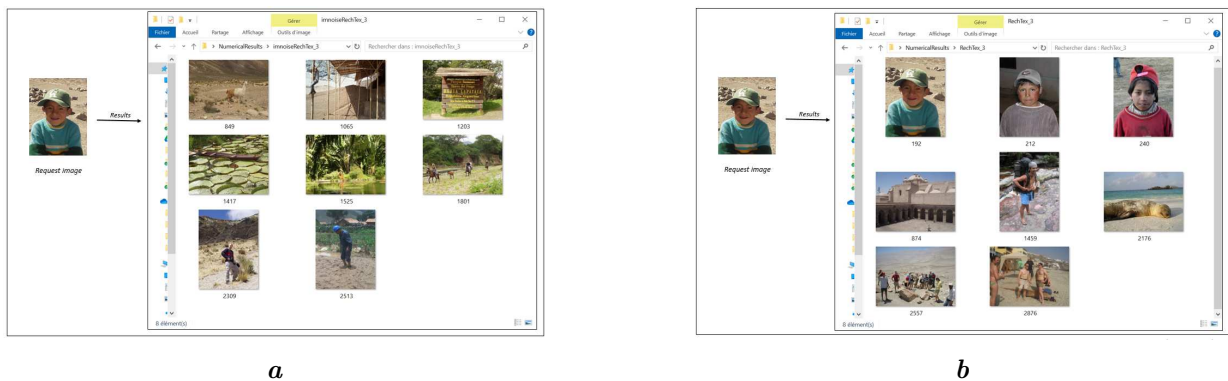 Gérer imnoiseRechTex_3
Fichier Accueil Partage Affichage Outils d'image
> NumericalResults > imnoiseRechTex_3 Rechercher dans : imnoiseRechTex_3
Request image
Results
849 1065 1203
1417 1525 1801
2309 2513
8 élément(s)
a
Gérer RechTex_3
Fichier Accueil Partage Affichage Outils d'image
> NumericalResults > RechTex_3 Rechercher dans : RechTex_3
Request image
Results
192 212 240
874 1459 2176
2557 2876
8 élément(s)
b